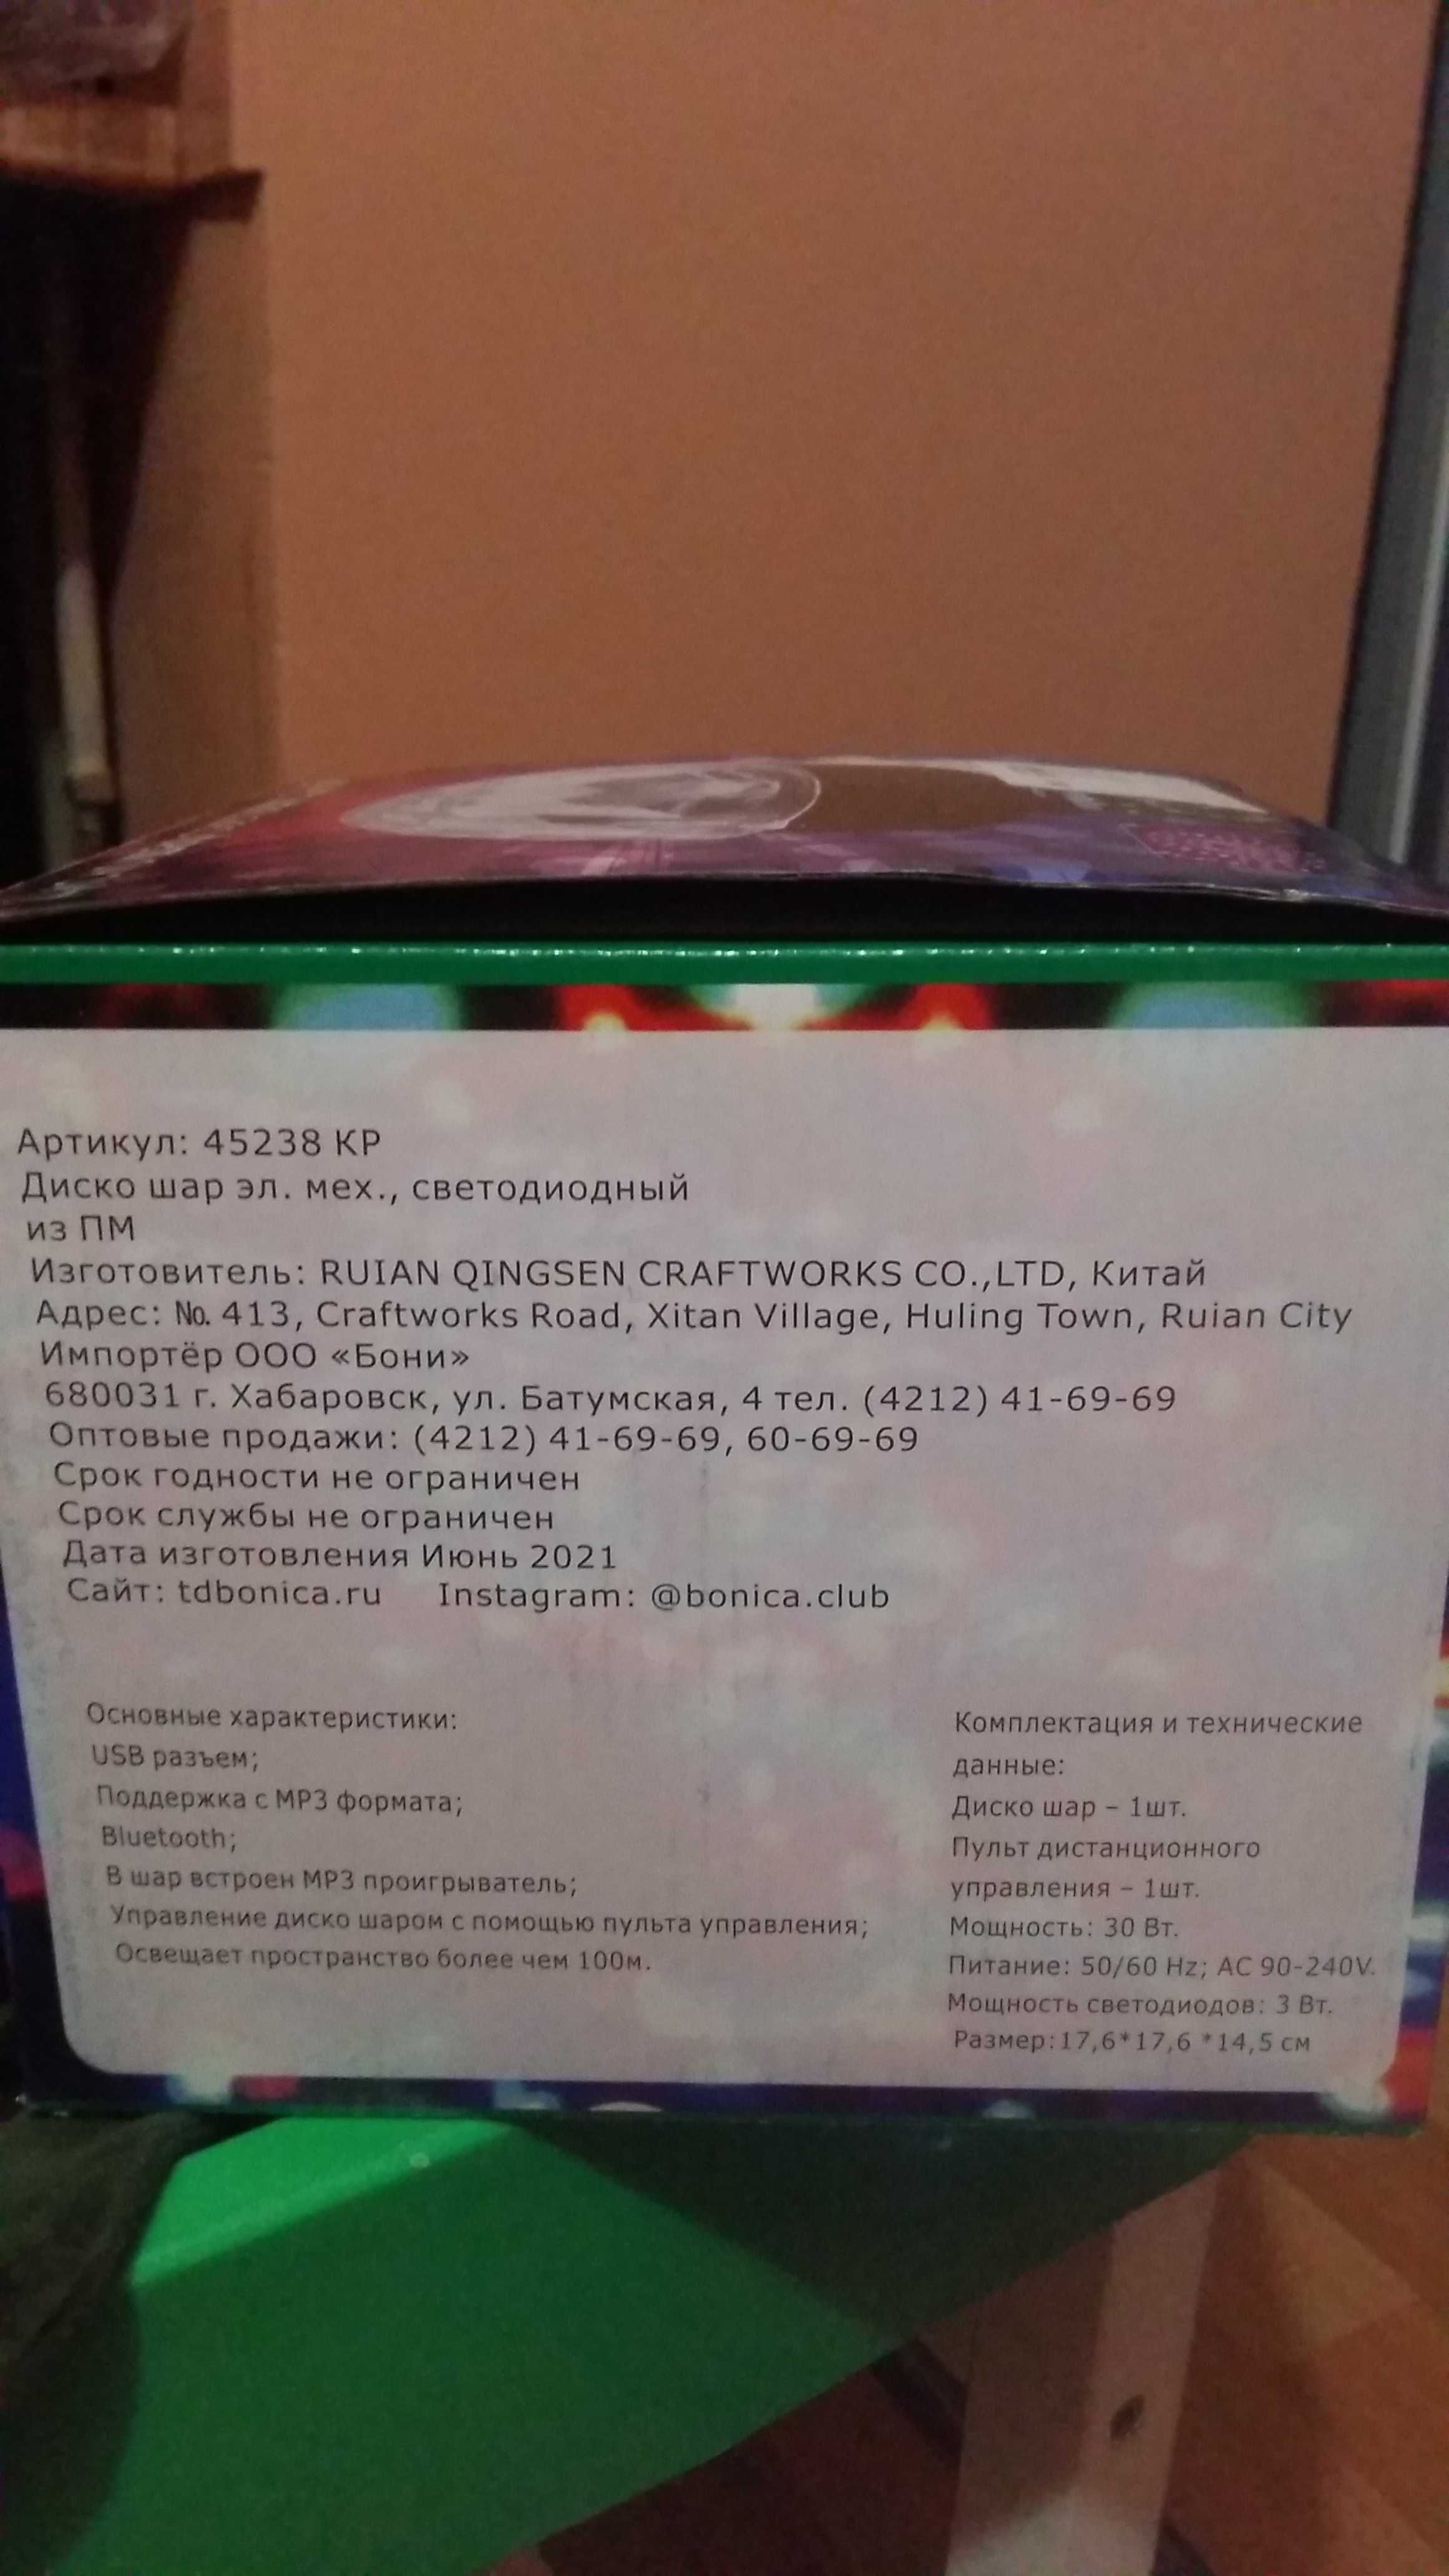 Артикул: 45238 КР
Диско шар эл. мех., светодиодный
из ПМ
Изготовитель: RUIAN QINGSEN CRAFTWORKS CO.,LTD, Китай
Адрес: №. 413, Craftworks Road, Xitan Village, Huling Town, Ruian City
Импортёр ООО «Бони»
680031 г. Хабаровск, ул. Батумская, 4 тел. (4212) 41-69-69
Оптовые продажи: (4212) 41-69-69, 60-69-69
Срок годности не ограничен
Срок службы не ограничен
Дата изготовления Июнь 2021
Сайт: tdbonica.ru Instagram: @bonica.club
Основные характеристики:
USB разъем;
Поддержка с MP3 формата;
Bluetooth;
В шар встроен MP3 проигрыватель;
Управление диско шаром с помощью пульта управления;
Освещает пространство более чем 100м.
Комплектация и технические
данные:
Диско шар – 1шт.
Пульт дистанционного
управления – 1шт.
Мощность: 30 Вт.
Питание: 50/60 Hz; AC 90-240V.
Мощность светодиодов: 3 Вт.
Размер:17,6*17,6 *14,5 см